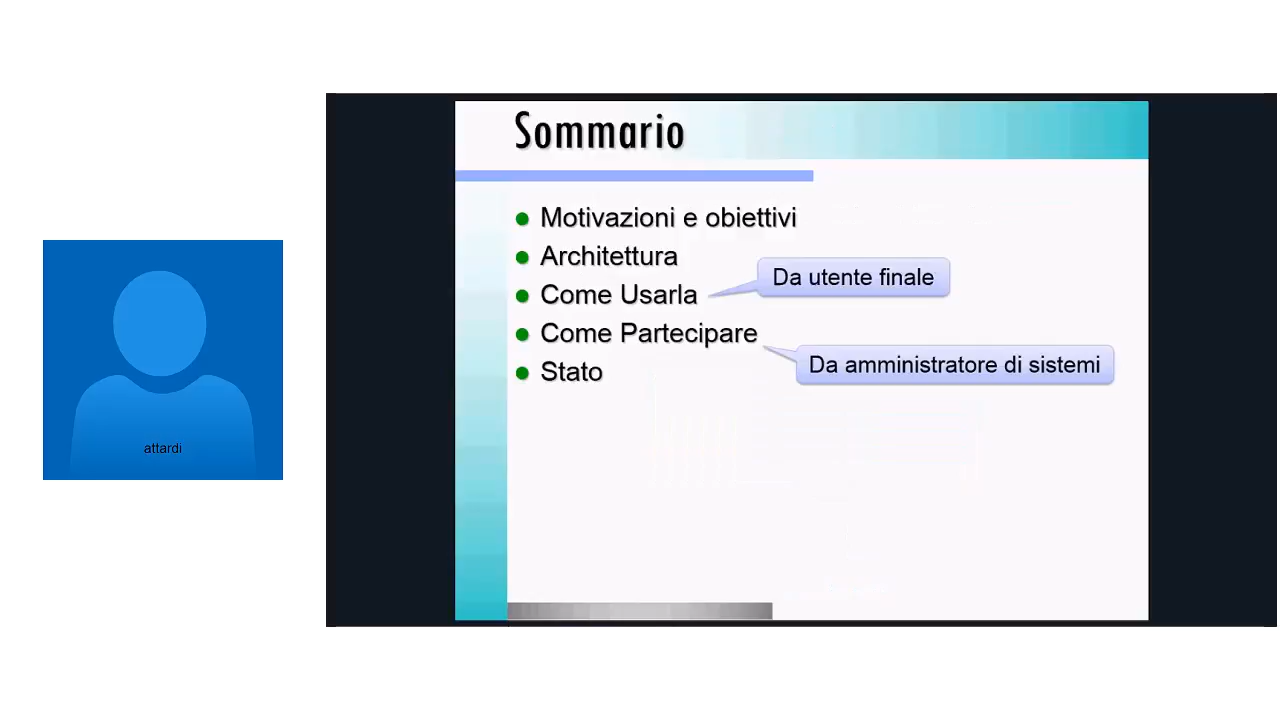 Sommario
Motivazioni e obiettivi
Architettura
Da utente finale
Come Usarla
Come Partecipare
Da amministratore di sistemi
Stato
attardi